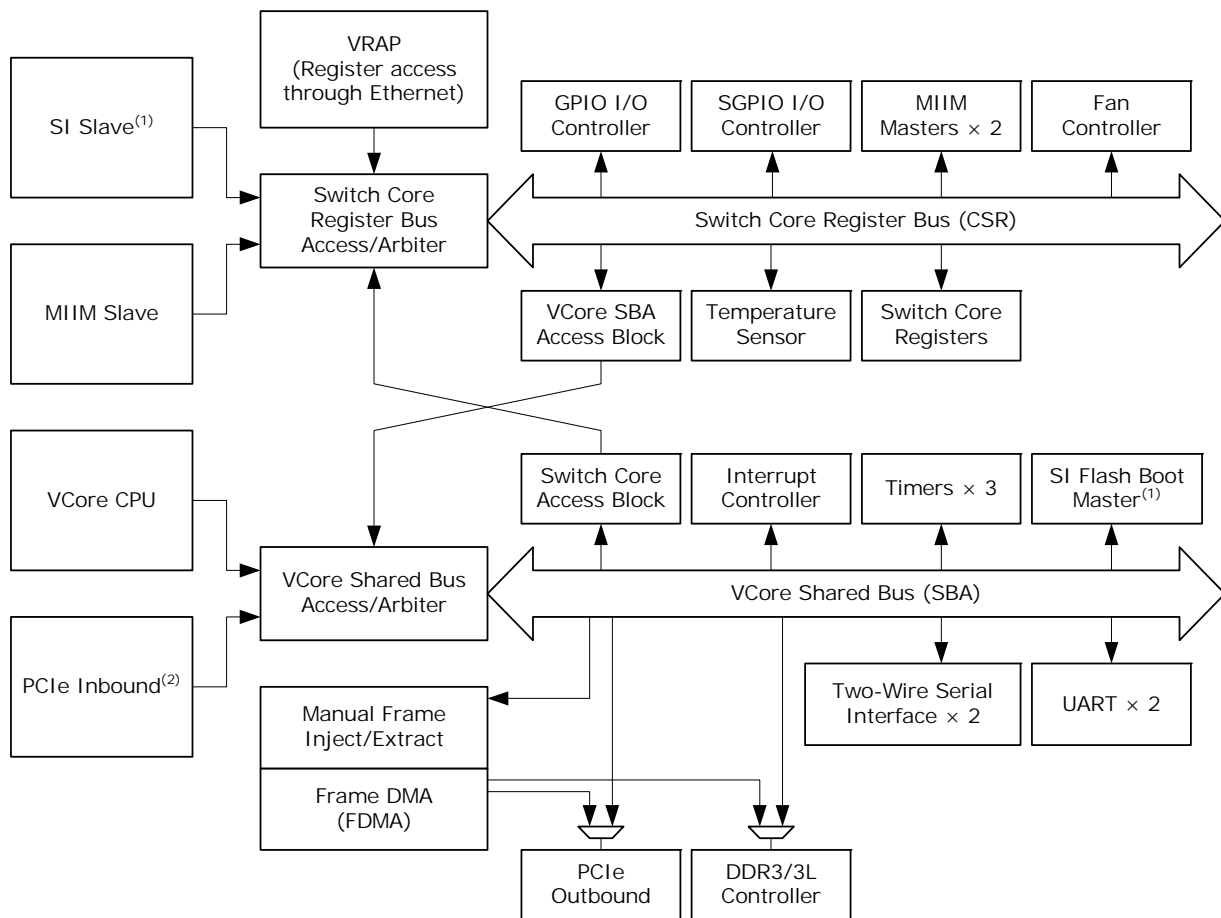 VRAP
(Register access
through Ethernet)
SI Slave(1)
GPIO I/O
Controller
SGPIO I/O
Controller
MIIM
Masters × 2
Fan
Controller
Switch Core
Register Bus
Access/Arbiter
Switch Core Register Bus (CSR)
MIIM Slave
VCore SBA
Access Block
Temperature
Sensor
Switch Core
Registers
VCore CPU
Switch Core
Access Block
Interrupt
Controller
Timers × 3
SI Flash Boot
Master(1)
VCore Shared Bus
Access/Arbiter
VCore Shared Bus (SBA)
PCIe Inbound(2)
Manual Frame
Inject/Extract
Two-Wire Serial
Interface × 2
UART × 2
Frame DMA
(FDMA)
PCIe
Outbound
DDR3/3L
Controller